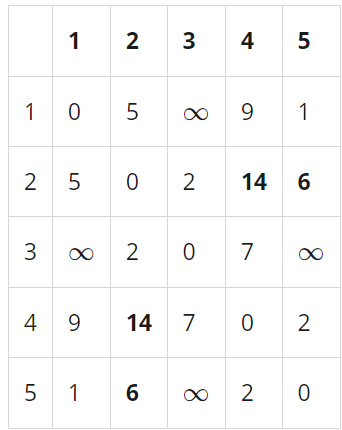 1 2 3 4 5
1 0 5 ∞ 9 1
2 5 0 2 14 6
3 ∞ 2 0 7 ∞
4 9 14 7 0 2
5 1 6 ∞ 2 0